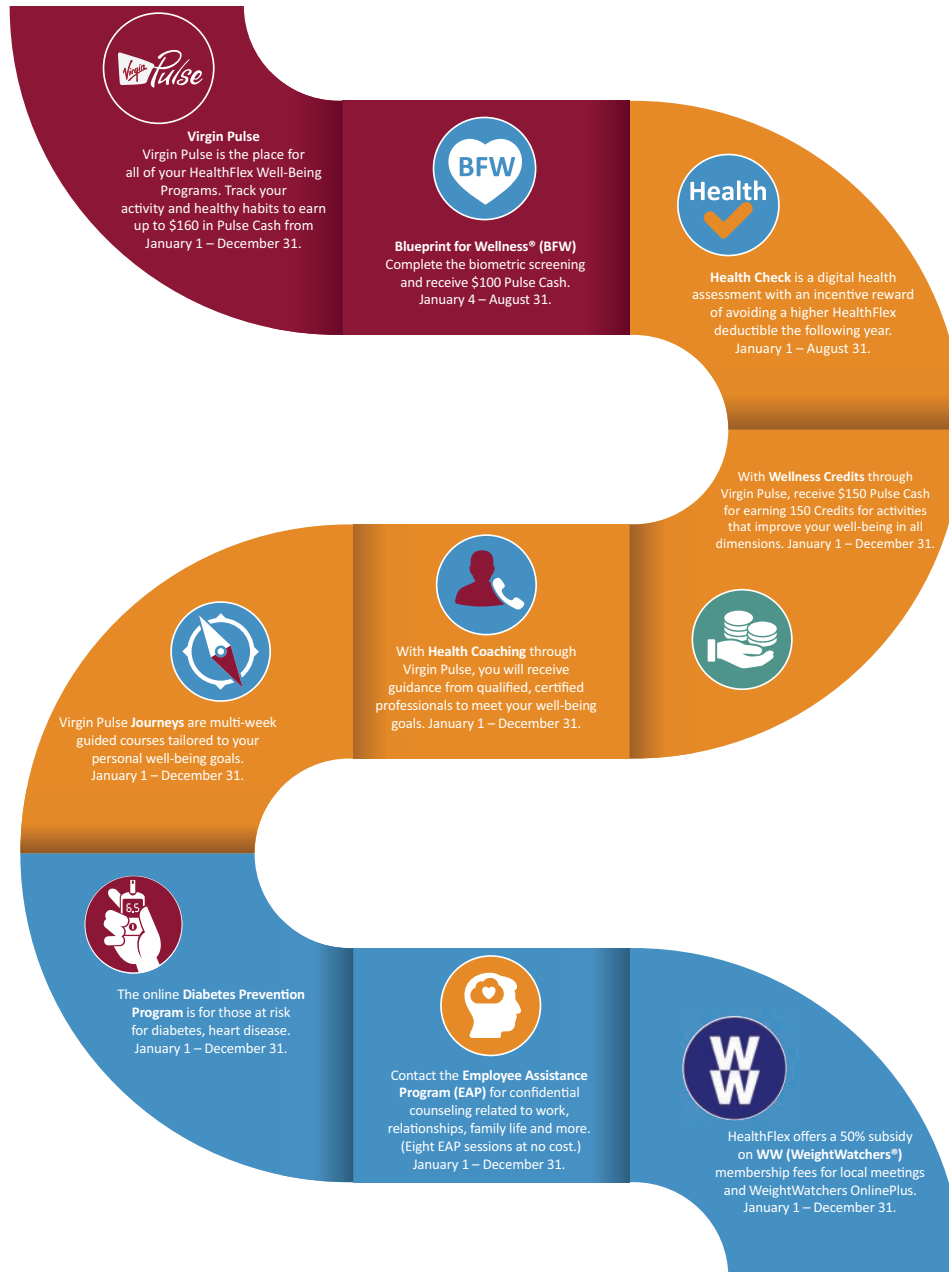 Virgin Pulse
Virgin Pulse
Virgin Pulse is the place for
all of your HealthFlex Well-Being
Programs. Track your
activity and healthy habits to earn
up to $160 in Pulse Cash from
January 1 – December 31.
BFW
Blueprint for Wellness® (BFW)
Complete the biometric screening
and receive $100 Pulse Cash.
January 4 – August 31.
Health
Health Check is a digital health
assessment with an incentive reward
of avoiding a higher HealthFlex
deductible the following year.
January 1 – August 31.
With Wellness Credits through
Virgin Pulse, receive $150 Pulse Cash
for earning 150 Credits for activities
that improve your well-being in all
dimensions. January 1 – December 31.
With Health Coaching through
Virgin Pulse, you will receive
guidance from qualified, certified
professionals to meet your well-being
goals. January 1 – December 31.
Virgin Pulse Journeys are multi-week
guided courses tailored to your
personal well-being goals.
January 1 – December 31.
6.5
The online Diabetes Prevention
Program is for those at risk
for diabetes, heart disease.
January 1 – December 31.
Contact the Employee Assistance
Program (EAP) for confidential
counseling related to work,
relationships, family life and more.
(Eight EAP sessions at no cost.)
January 1 – December 31.
W
W
HealthFlex offers a 50% subsidy
on WW (WeightWatchers®)
membership fees for local meetings
and WeightWatchers OnlinePlus.
January 1 – December 31.